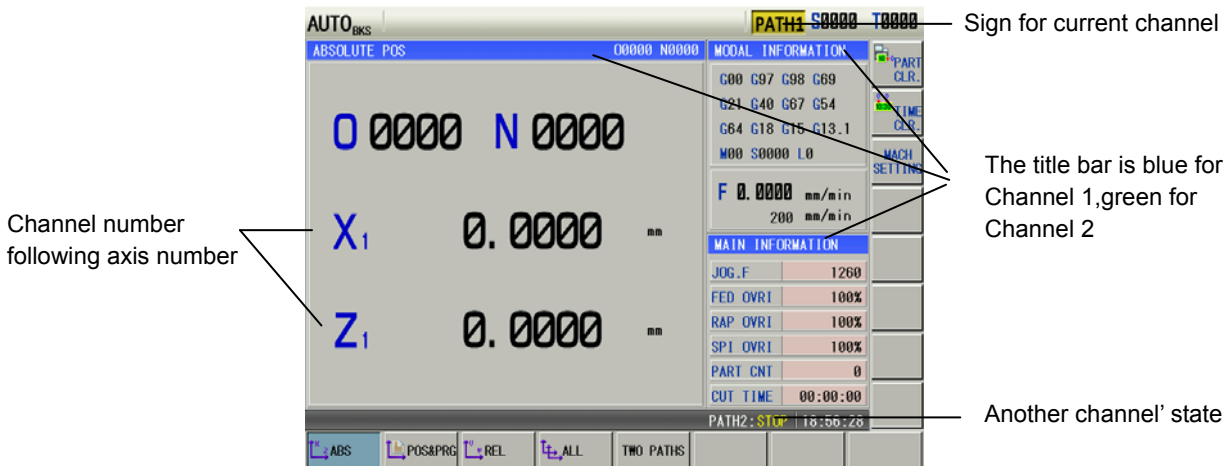 AUTO BKS
PATH1 S0000 T0000
Sign for current channel
ABSOLUTE POS O0000 N0000
O 0000 N 0000
X1 0.0000 mm
Z1 0.0000 mm
MODAL INFORMATION
G00 G97 G98 G69
G21 G40 G67 G54
G64 G18 G15 G13.1
M00 S0000 L0
F 0.0000 mm/min
200 mm/min
MAIN INFORMATION
JOG.F 1260
FED OVRI 100%
RAP OVRI 100%
SPI OVRI 100%
PART CNT 0
CUT TIME 00:00:00
PART
CLR.
TIME
CLR.
MACH
SETTING
The title bar is blue for
Channel 1,green for
Channel 2
Channel number
following axis number
PATH2:STOP 18:56:28
Another channel' state
ABS POS&PRG REL ALL TWO PATHS